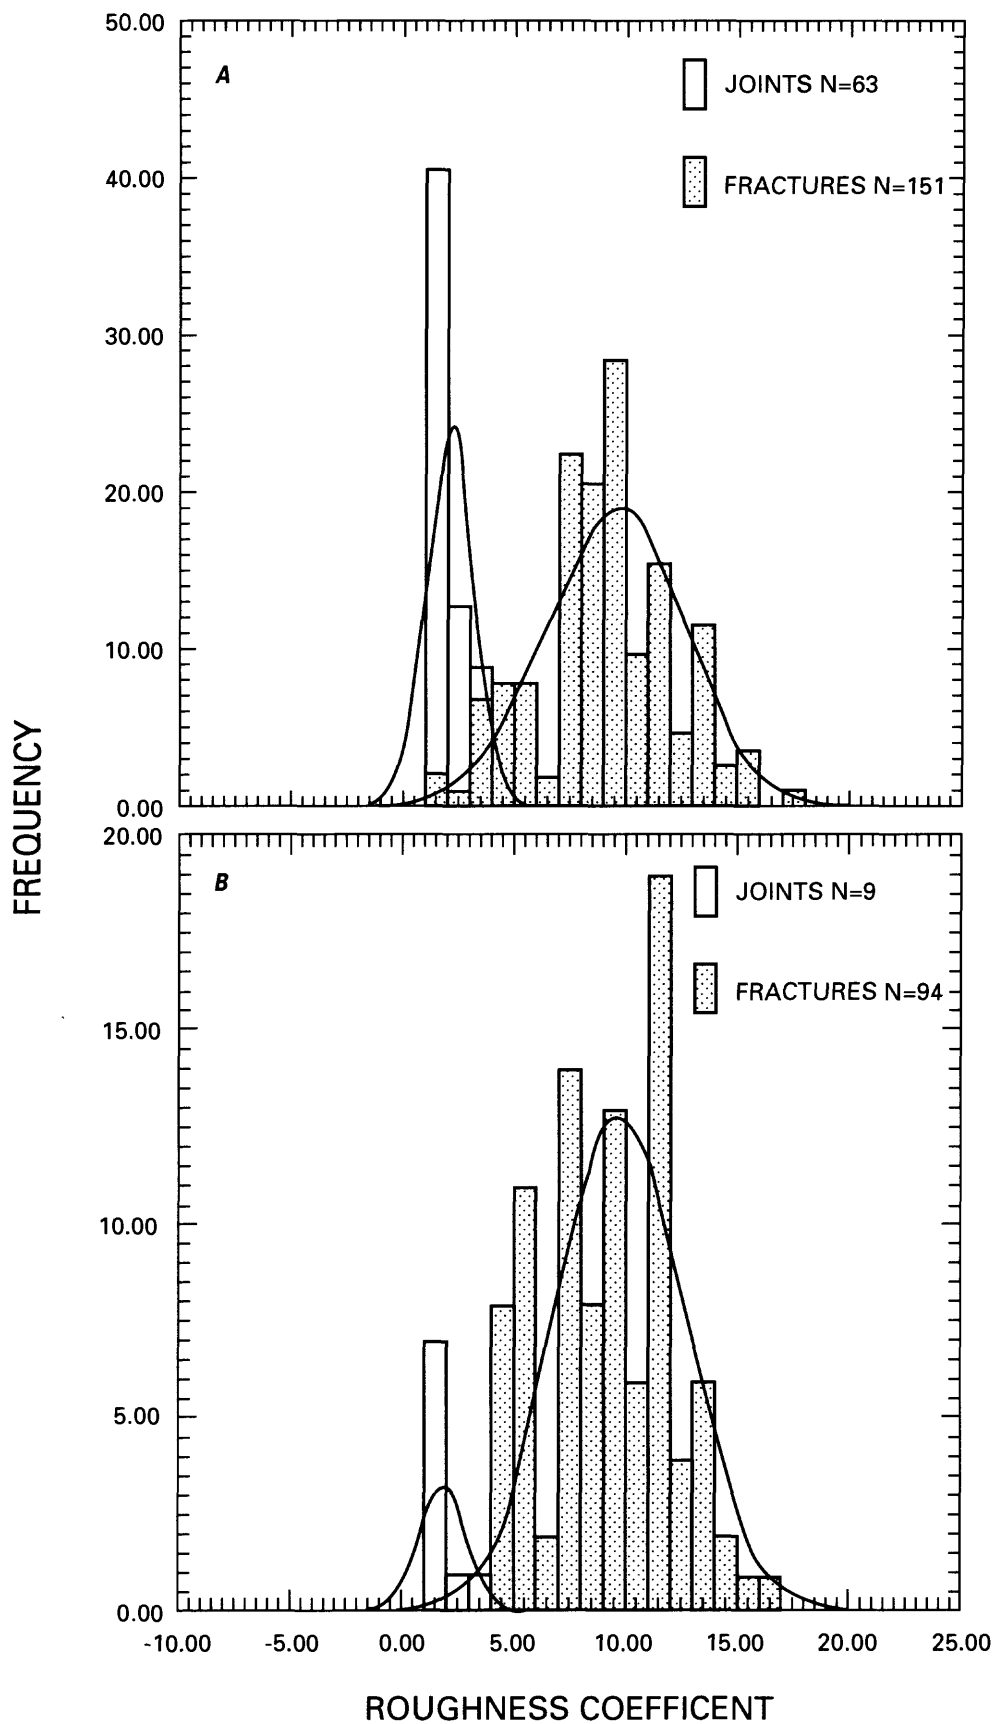 50.00
A
JOINTS N=63
40.00
FRACTURES N=151
30.00
20.00
10.00
0.00
FREQUENCY
20.00
B
JOINTS N=9
FRACTURES N=94
15.00
10.00
5.00
0.00
-10.00 -5.00 0.00 5.00 10.00 15.00 20.00 25.00
ROUGHNESS COEFFICENT